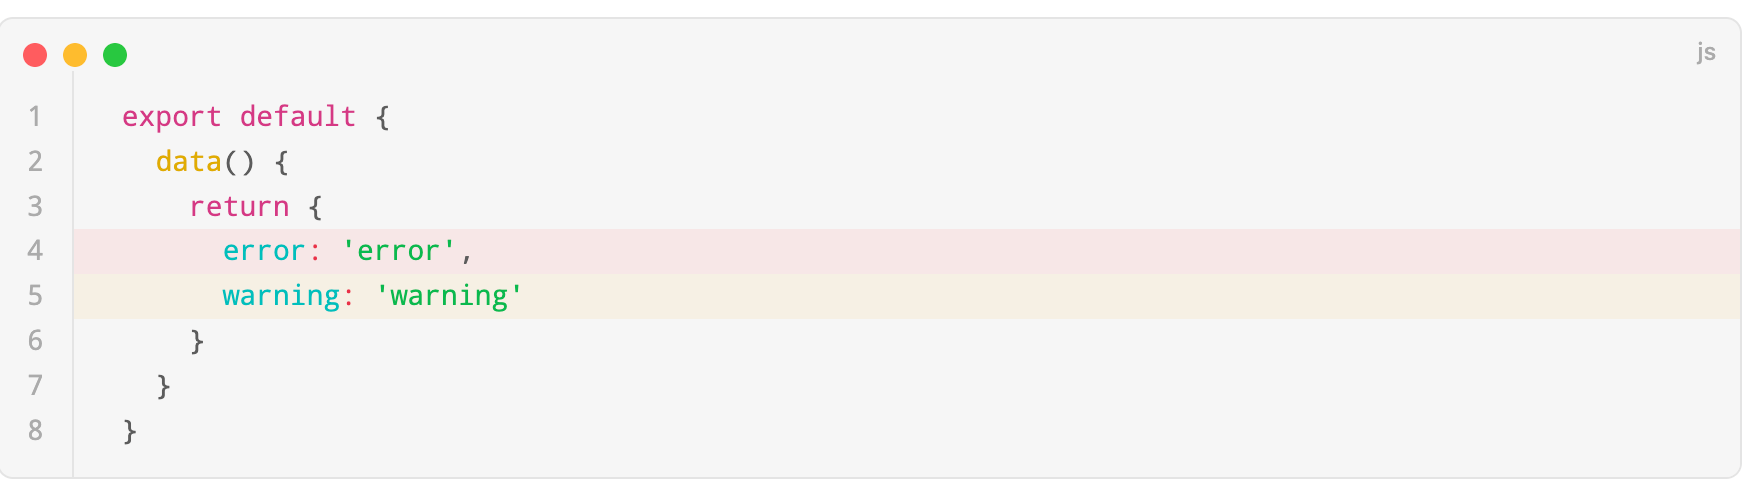 js
1 export default {
2   data() {
3     return {
4       error: 'error',
5       warning: 'warning'
6     }
7   }
8 }